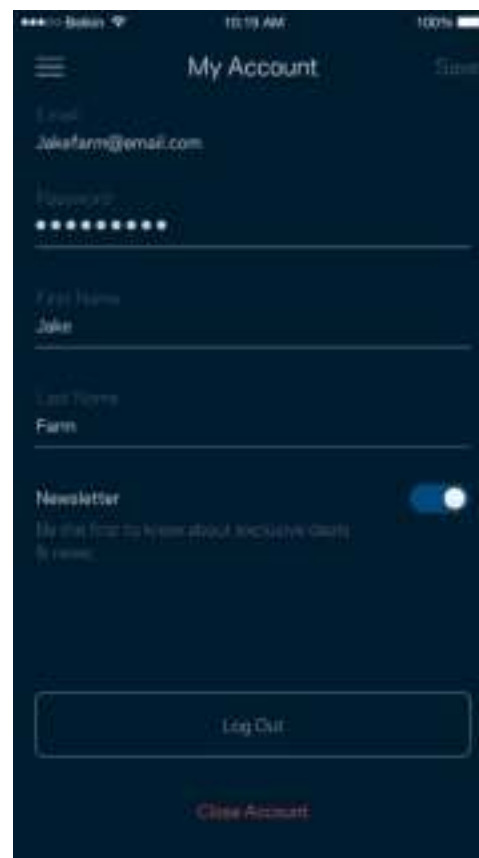 10:19 AM
100%
My Account
Save
Email
Jakefarm@email.com
Password
First Name
Jake
Last Name
Farm
Newsletter
Be the first to know about exclusive deals
& news.
Log Out
Close Account